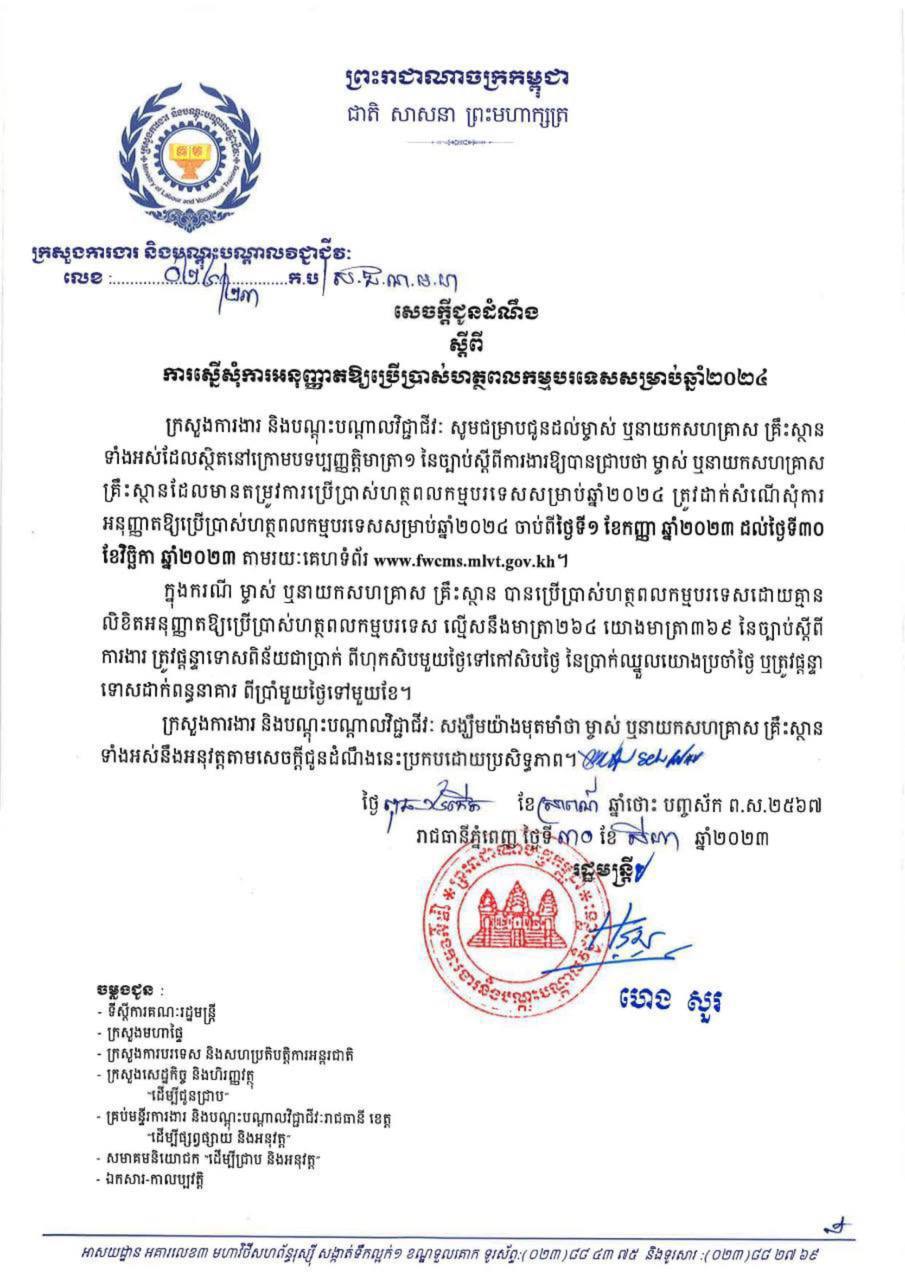 ព្រះរាជាណាចក្រកម្ពុជា
ជាតិ សាសនា ព្រះមហាក្សត្រ
ក្រសួងការងារ និងបណ្តុះបណ្តាលវិជ្ជាជីវៈ
Ministry of Labour and Vocational Training
ក្រសួងការងារ និងបណ្តុះបណ្តាលវិជ្ជាជីវៈ
លេខ :.....................ក.ប/ស.ជ.ណ.ម.ហ
សេចក្តីជូនដំណឹង
ស្តីពី
ការស្នើសុំការអនុញ្ញាតឱ្យប្រើប្រាស់ហត្ថពលកម្មបរទេសសម្រាប់ឆ្នាំ២០២៤
ក្រសួងការងារ និងបណ្តុះបណ្តាលវិជ្ជាជីវៈ សូមជម្រាបជូនដល់ម្ចាស់ ឬនាយកសហគ្រាស គ្រឹះស្ថាន
ទាំងអស់ដែលស្ថិតនៅក្រោមបទប្បញ្ញត្តិមាត្រា១ នៃច្បាប់ស្តីពីការងារឱ្យបានជ្រាបថា ម្ចាស់ ឬនាយកសហគ្រាស
គ្រឹះស្ថានដែលមានតម្រូវការប្រើប្រាស់ហត្ថពលកម្មបរទេសសម្រាប់ឆ្នាំ២០២៤ ត្រូវដាក់សំណើសុំការ
អនុញ្ញាតឱ្យប្រើប្រាស់ហត្ថពលកម្មបរទេសសម្រាប់ឆ្នាំ២០២៤ ចាប់ពីថ្ងៃទី១ ខែកញ្ញា ឆ្នាំ២០២៣ ដល់ថ្ងៃទី៣០
ខែវិច្ឆិកា ឆ្នាំ២០២៣ តាមរយៈគេហទំព័រ www.fwcms.mlvt.gov.kh។
ក្នុងករណី ម្ចាស់ ឬនាយកសហគ្រាស គ្រឹះស្ថាន បានប្រើប្រាស់ហត្ថពលកម្មបរទេសដោយគ្មាន
លិខិតអនុញ្ញាតឱ្យប្រើប្រាស់ហត្ថពលកម្មបរទេស ល្មើសនឹងមាត្រា២៦៤ យោងមាត្រា៣៦៩ នៃច្បាប់ស្តីពី
ការងារ ត្រូវផ្តន្ទាទោសពិន័យជាប្រាក់ ពីហុកសិបមួយថ្ងៃទៅកៅសិបថ្ងៃ នៃប្រាក់ឈ្នួលគោលប្រចាំថ្ងៃ ឬត្រូវផ្តន្ទា
ទោសដាក់ពន្ធនាគារ ពីប្រាំមួយថ្ងៃទៅមួយខែ។
ក្រសួងការងារ និងបណ្តុះបណ្តាលវិជ្ជាជីវៈ សង្ឃឹមយ៉ាងមុតមាំថា ម្ចាស់ ឬនាយកសហគ្រាស គ្រឹះស្ថាន
ទាំងអស់នឹងអនុវត្តតាមសេចក្តីជូនដំណឹងនេះប្រកបដោយប្រសិទ្ធភាព។
ថ្ងៃ ពុធ ខែ ស្រាពណ៍ ឆ្នាំថោះ បញ្ចស័ក ព.ស.២៥៦៧
រាជធានីភ្នំពេញ ថ្ងៃទី ៣០ ខែ សីហា ឆ្នាំ២០២៣
រដ្ឋមន្ត្រី
ហេង សួរ
ចម្លងជូន :
- ទីស្តីការគណៈរដ្ឋមន្ត្រី
- ក្រសួងមហាផ្ទៃ
- ក្រសួងការបរទេស និងសហប្រតិបត្តិការអន្តរជាតិ
- ក្រសួងសេដ្ឋកិច្ច និងហិរញ្ញវត្ថុ
"ដើម្បីជូនជ្រាប"
- គ្រប់មន្ទីរការងារ និងបណ្តុះបណ្តាលវិជ្ជាជីវៈរាជធានី ខេត្ត
"ដើម្បីផ្សព្វផ្សាយ និងអនុវត្ត"
- សមាគមនិយោជក "ដើម្បីជ្រាប និងអនុវត្ត"
- ឯកសារ-កាលប្បវត្តិ
អាសយដ្ឋាន អគារលេខ៣ មហាវិថីសហព័ន្ធរុស្ស៊ី សង្កាត់ទឹកល្អក់១ ខណ្ឌទួលគោក ទូរស័ព្ទ:(០២៣)៨៨ ៤៣ ៧៥ និងទូរសារ :(០២៣)៨៨ ២៧ ៦៩